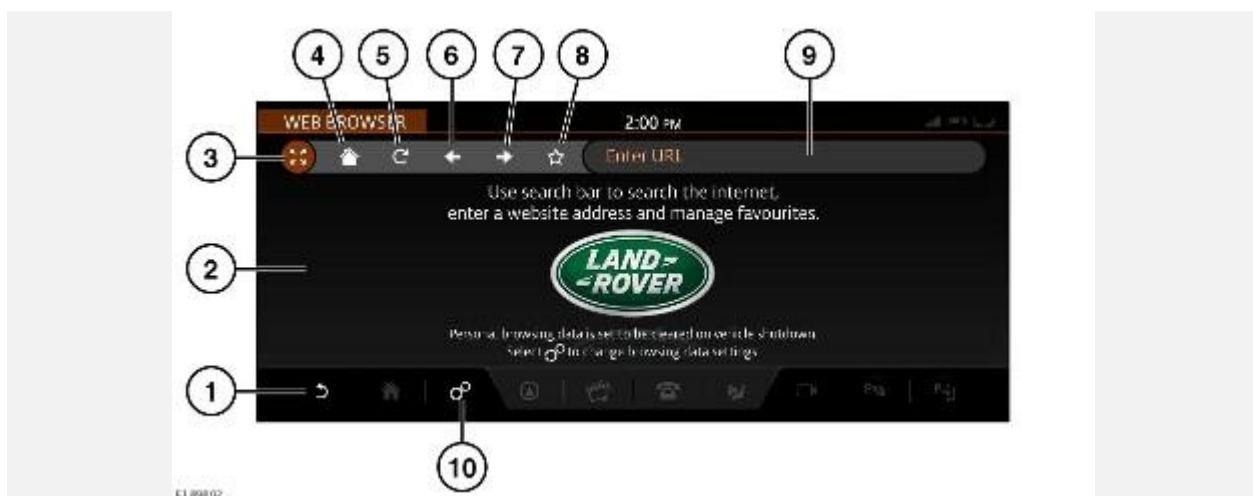 4 5 6 7 8 9
WEB BROWSER 2:00 PM
3 Enter URL
Use search bar to search the internet,
enter a website address and manage favourites.
2 LAND-
-ROVER
Personal browsing data is set to be cleared on vehicle shutdown
Select to change browsing data settings
1
10